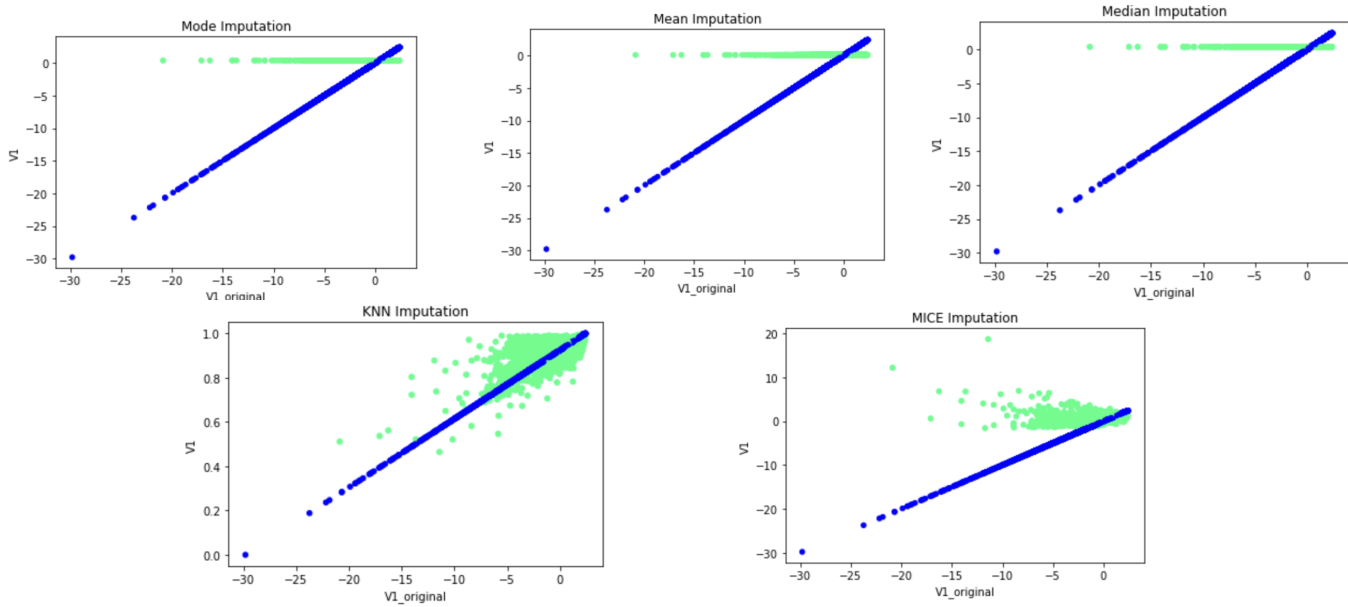 Mode Imputation
0
−5
−10
−15
−20
−25
−30
V1
−30 −25 −20 −15 −10 −5 0
V1_original
Mean Imputation
0
−5
−10
−15
−20
−25
−30
V1
−30 −25 −20 −15 −10 −5 0
V1_original
Median Imputation
0
−5
−10
−15
−20
−25
−30
V1
−30 −25 −20 −15 −10 −5 0
V1_original
KNN Imputation
1.0
0.8
0.6
0.4
0.2
0.0
V1
−30 −25 −20 −15 −10 −5 0
V1_original
MICE Imputation
20
10
0
−10
−20
−30
V1
−30 −25 −20 −15 −10 −5 0
V1_original